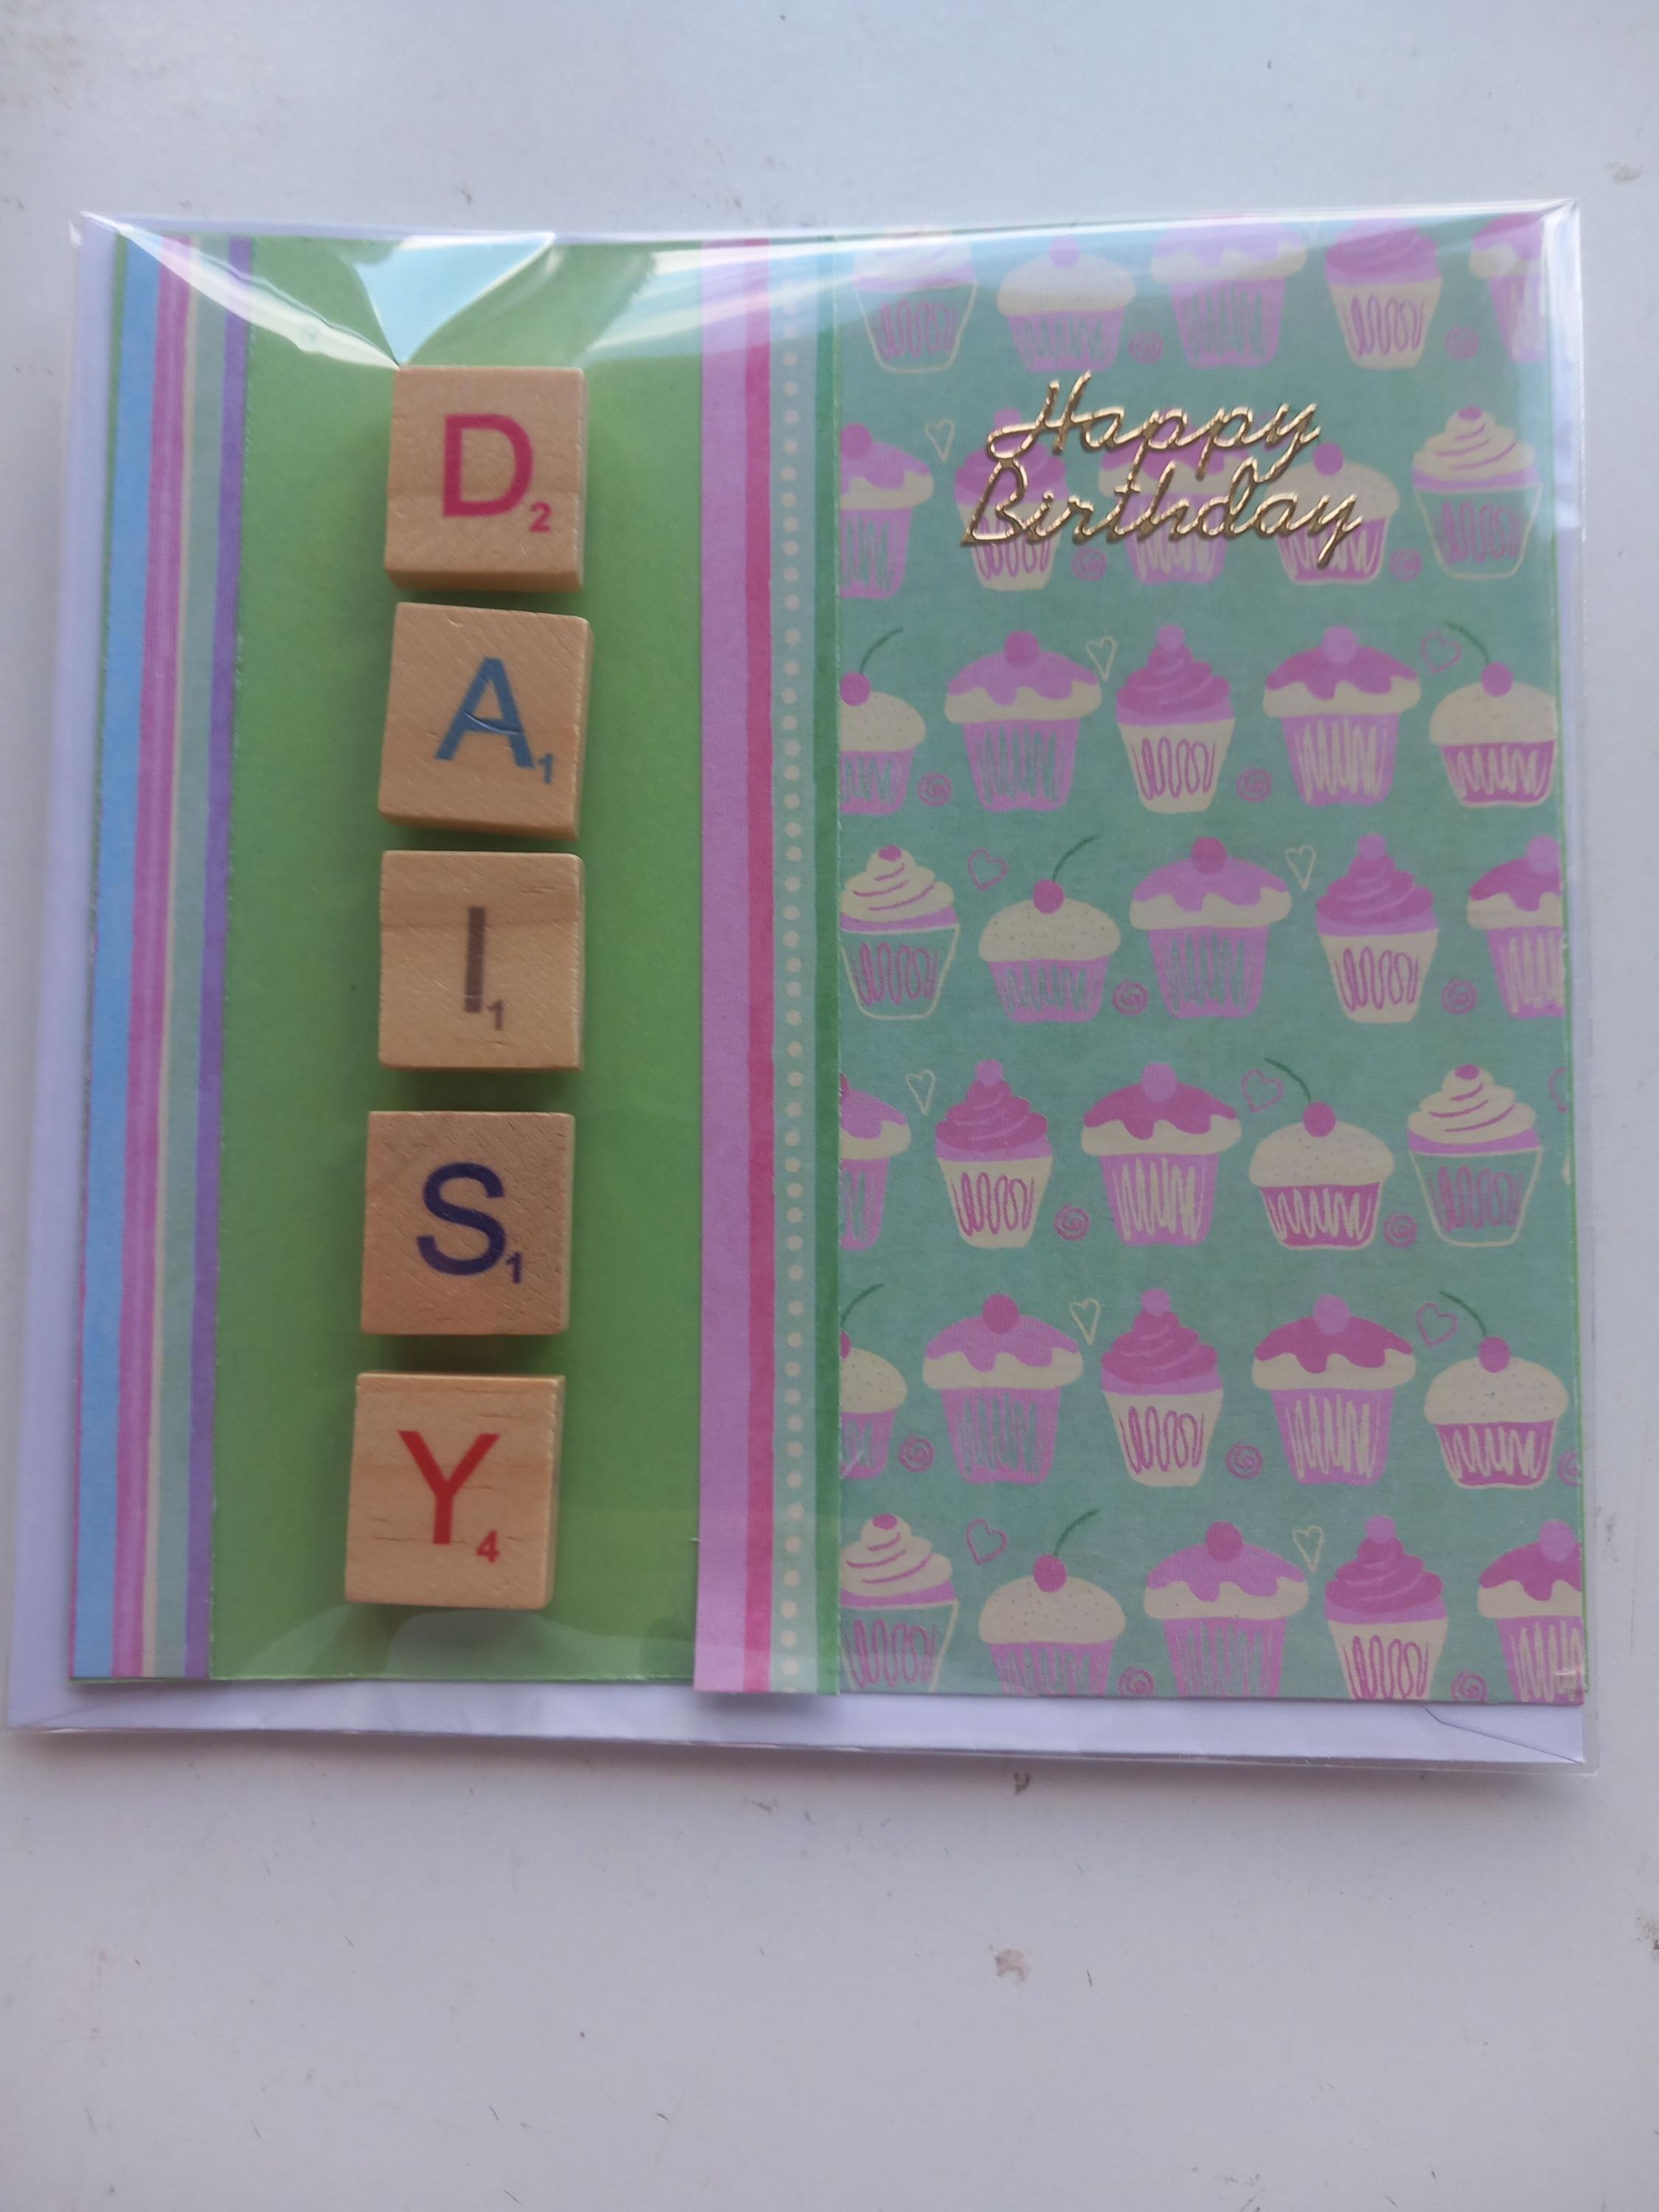 D2
A1
I1
S1
Y4
Happy
Birthday